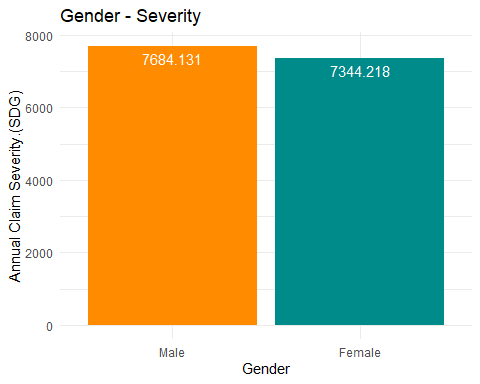 Gender - Severity
8000
6000
4000
2000
0
Annual Claim Severity.(SDG)
7684.131
7344.218
Male
Female
Gender